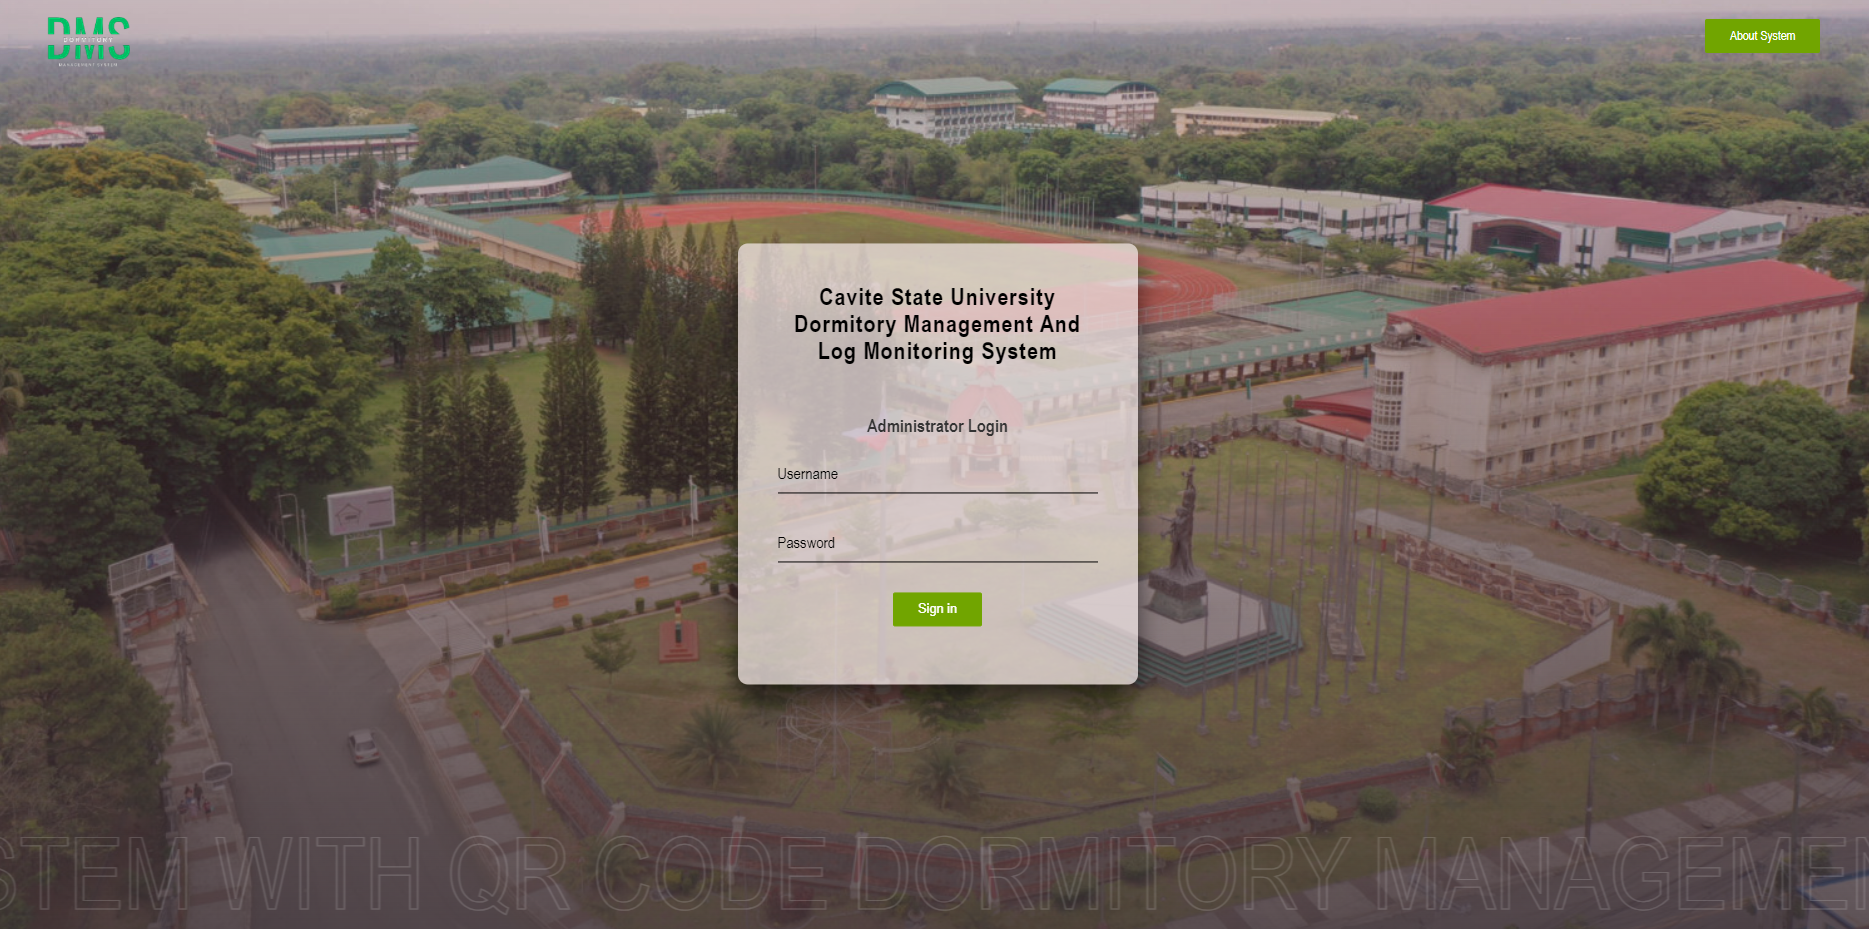 DMS
DORMITORY
MANAGEMENT SYSTEM
About System
Cavite State University
Dormitory Management And
Log Monitoring System
Administrator Login
Username
Password
Sign in
STEM WITH QR CODE DORMITORY MANAGEMEN